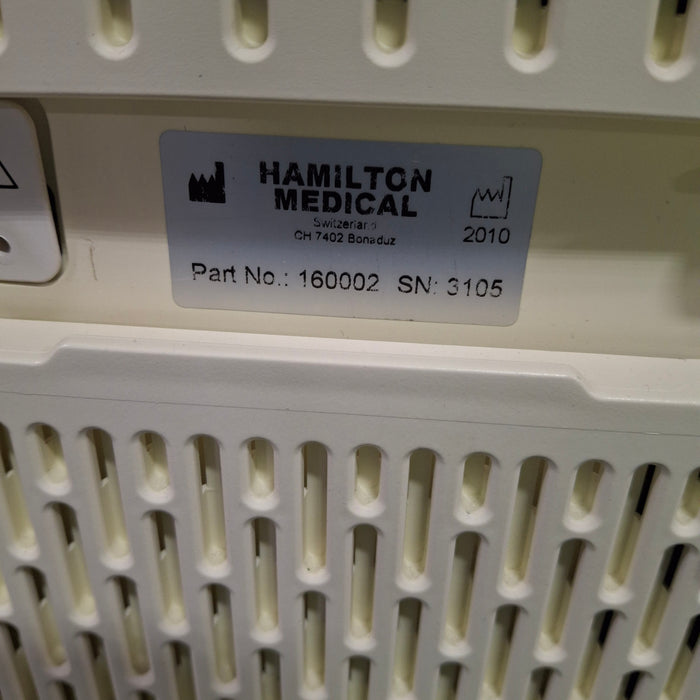 HAMILTON
MEDICAL
Switzerland
CH 7402 Bonaduz
2010
Part No.: 160002 SN: 3105